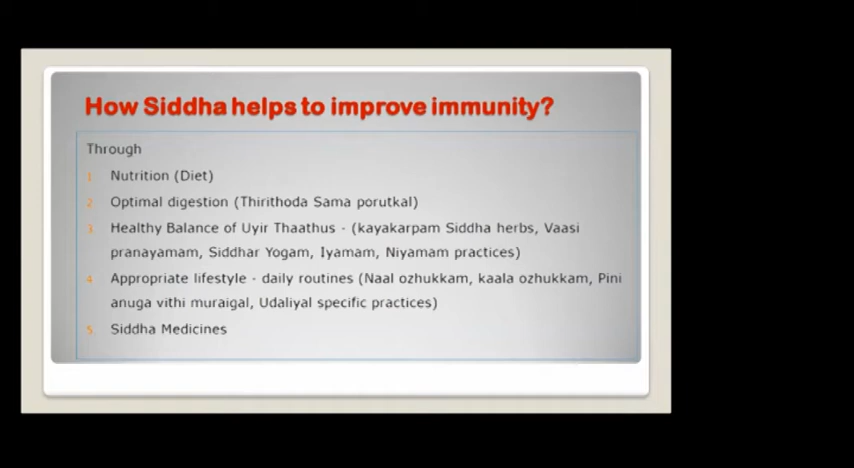 How Siddha helps to improve immunity?
Through
1. Nutrition (Diet)
2. Optimal digestion (Thirithoda Sama porutkal)
3. Healthy Balance of Uyir Thaathus - (kayakarpam Siddha herbs, Vaasi
pranayamam, Siddhar Yogam, Iyamam, Niyamam practices)
4. Appropriate lifestyle - daily routines (Naal ozhukkam, kaala ozhukkam, Pini
anuga vithi muraigal, Udaliyal specific practices)
5. Siddha Medicines